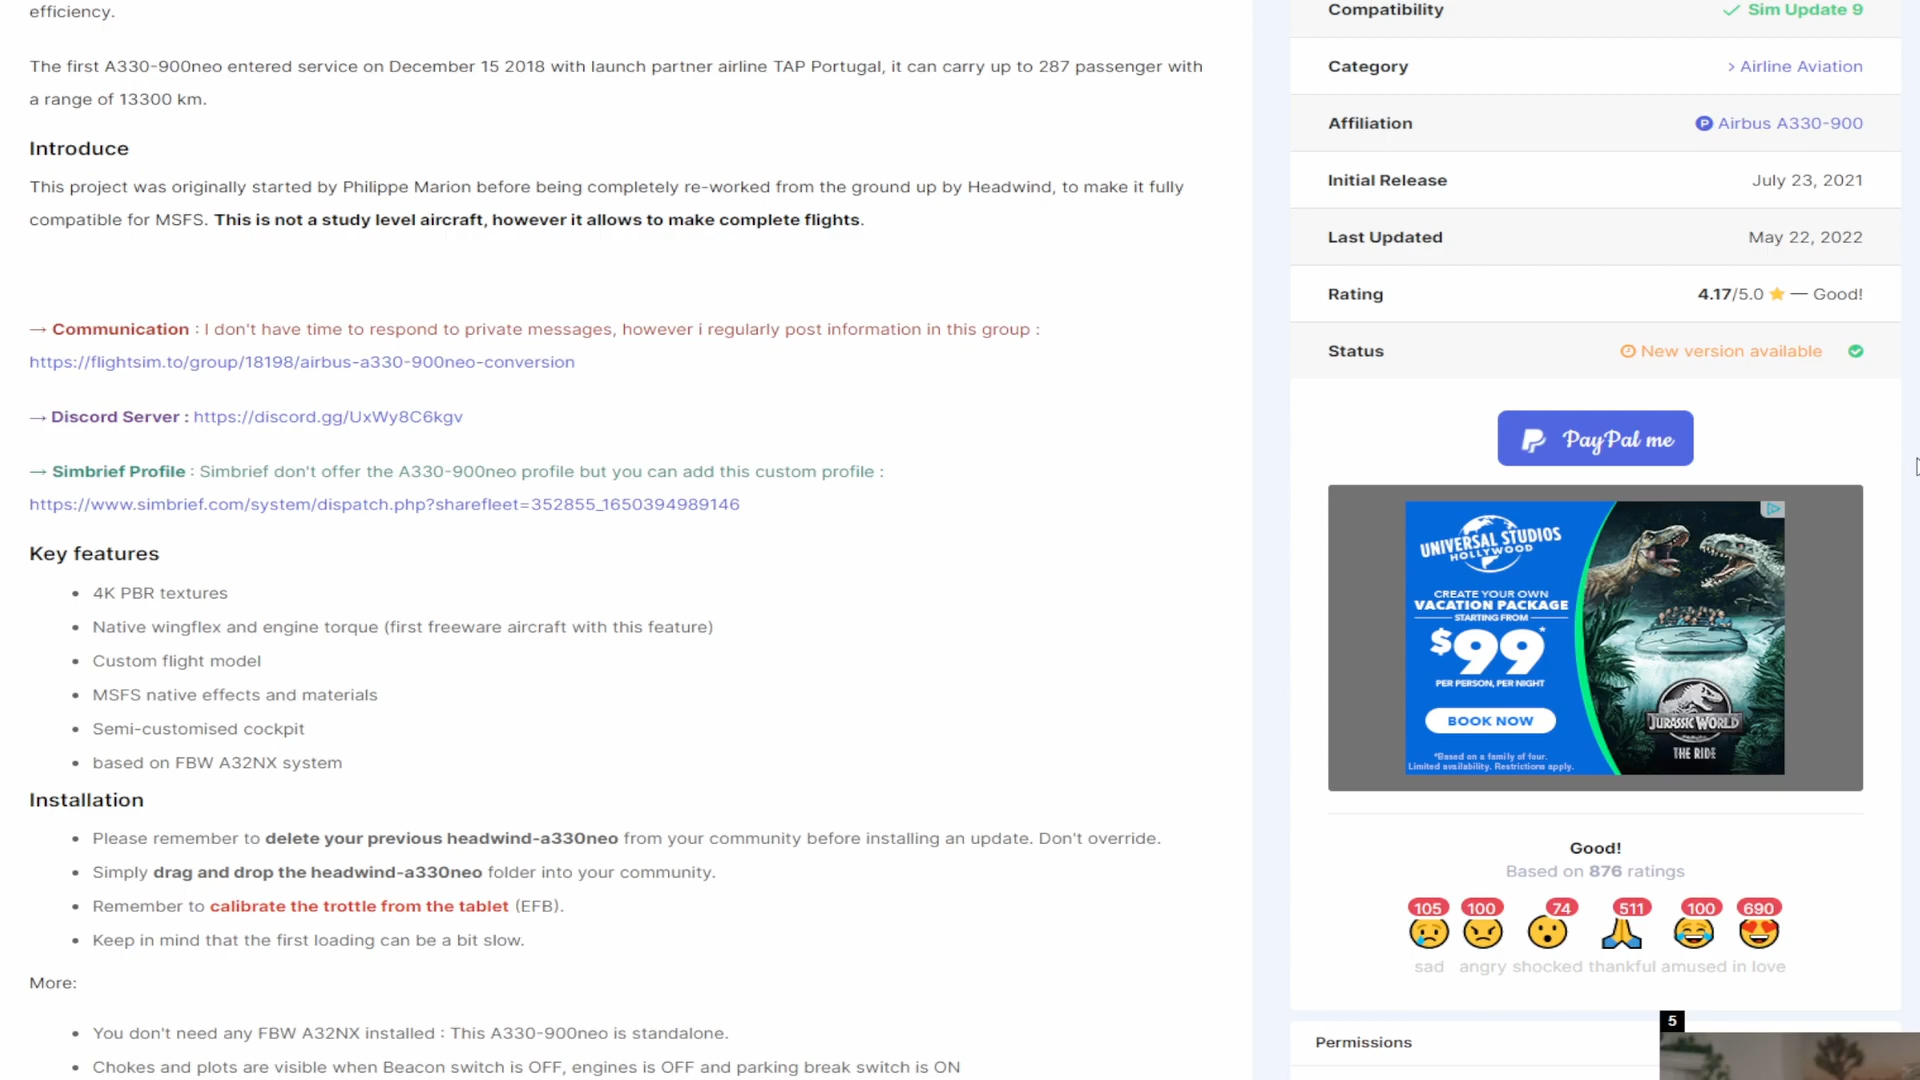 efficiency.
The first A330-900neo entered service on December 15 2018 with launch partner airline TAP Portugal, it can carry up to 287 passenger with
a range of 13300 km.
Introduce
This project was originally started by Philippe Marion before being completely re-worked from the ground up by Headwind, to make it fully
compatible for MSFS. This is not a study level aircraft, however it allows to make complete flights.
→ Communication : I don't have time to respond to private messages, however i regularly post information in this group :
https://flightsim.to/group/18198/airbus-a330-900neo-conversion
→ Discord Server : https://discord.gg/UxWy8C6kgv
→ Simbrief Profile : Simbrief don't offer the A330-900neo profile but you can add this custom profile :
https://www.simbrief.com/system/dispatch.php?sharefleet=352855_1650394989146
Key features
• 4K PBR textures
• Native wingflex and engine torque (first freeware aircraft with this feature)
• Custom flight model
• MSFS native effects and materials
• Semi-customised cockpit
• based on FBW A32NX system
Installation
• Please remember to delete your previous headwind-a330neo from your community before installing an update. Don't override.
• Simply drag and drop the headwind-a330neo folder into your community.
• Remember to calibrate the trottle from the tablet (EFB).
• Keep in mind that the first loading can be a bit slow.
More:
• You don't need any FBW A32NX installed : This A330-900neo is standalone.
• Chokes and plots are visible when Beacon switch is OFF, engines is OFF and parking break switch is ON
Compatibility ✓ Sim Update 9
Category > Airline Aviation
Affiliation P Airbus A330-900
Initial Release July 23, 2021
Last Updated May 22, 2022
Rating 4.17/5.0 ★ — Good!
Status New version available
PayPal me
UNIVERSAL STUDIOS
HOLLYWOOD
CREATE YOUR OWN
VACATION PACKAGE
STARTING FROM
$99*
PER PERSON, PER NIGHT
BOOK NOW
*Based on a family of four.
Limited availability. Restrictions apply.
JURASSIC WORLD
THE RIDE
Good!
Based on 876 ratings
105 100 74 511 100 690
sad angry shocked thankful amused in love
5
Permissions